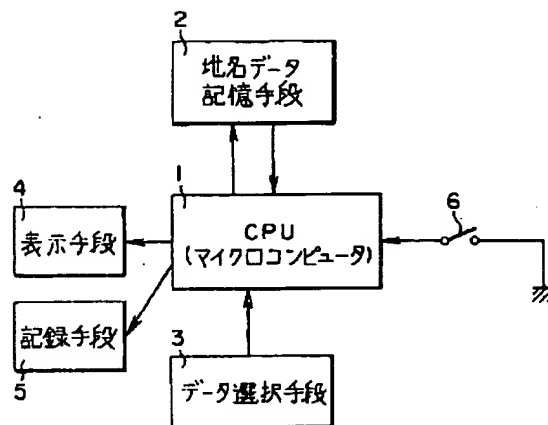 2
地名データ
記憶手段
1
CPU
(マイクロコンピュータ)
6
4
表示手段
記録手段
5
3
データ選択手段